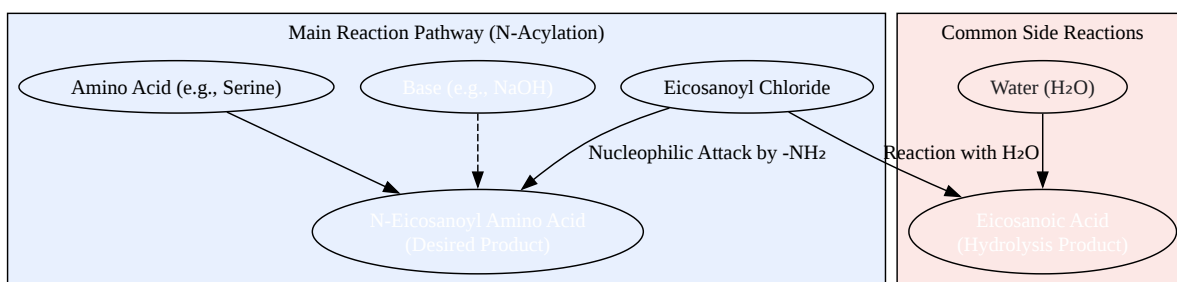 Main Reaction Pathway (N-Acylation)
Common Side Reactions
Amino Acid (e.g., Serine)
Base (e.g., NaOH)
Eicosanoyl Chloride
Water (H₂O)
Nucleophilic Attack by -NH₂
Reaction with H₂O
N-Eicosanoyl Amino Acid
(Desired Product)
Eicosanoic Acid
(Hydrolysis Product)